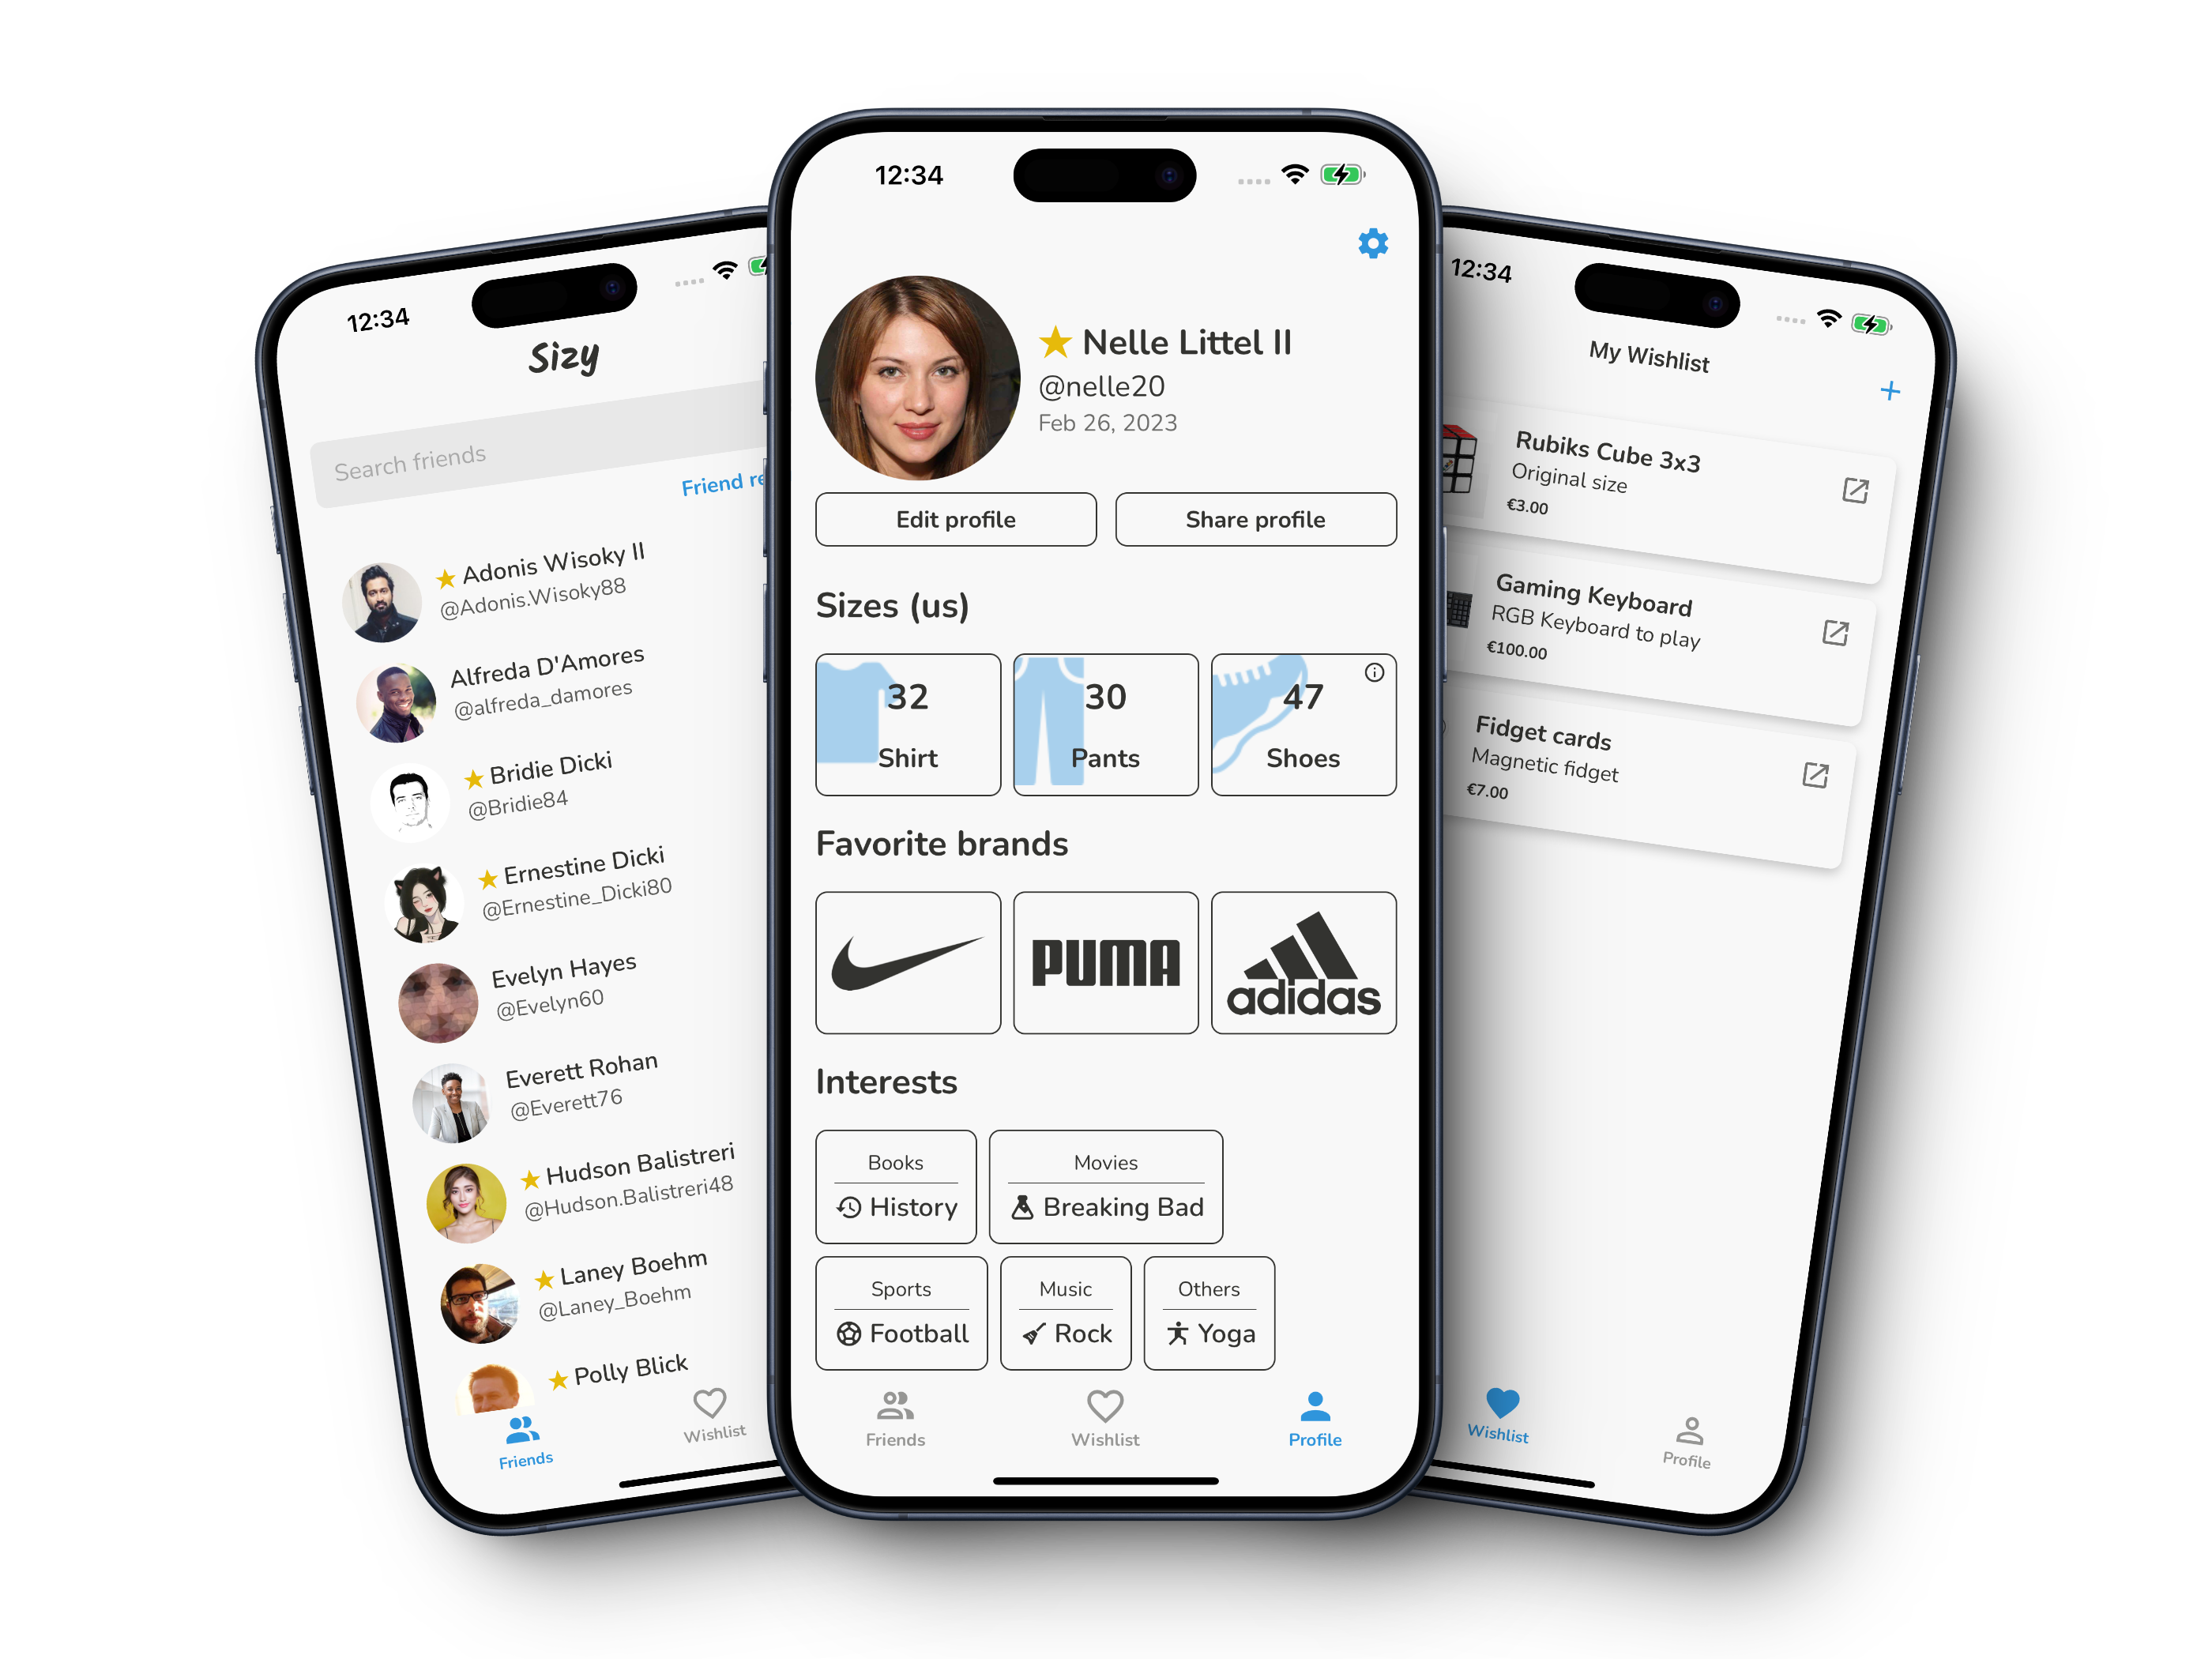 12:34
Sizy
Search friends
Friend re
Adonis Wisoky II
@Adonis.Wisoky88
Alfreda D'Amores
@alfreda_damores
Bridie Dicki
@Bridie84
Ernestine Dicki
@Ernestine_Dicki80
Evelyn Hayes
@Evelyn60
Everett Rohan
@Everett76
Hudson Balistreri
@Hudson.Balistreri48
Laney Boehm
@Laney_Boehm
Polly Blick
Friends
Wishlist
12:34
Nelle Littel II
@nelle20
Feb 26, 2023
Edit profile
Share profile
Sizes (us)
32
Shirt
30
Pants
47
Shoes
Favorite brands
PUMA
adidas
Interests
Books
History
Movies
Breaking Bad
Sports
Football
Music
Rock
Others
Yoga
Friends
Wishlist
Profile
12:34
My Wishlist
+
Rubiks Cube 3x3
Original size
€3.00
Gaming Keyboard
RGB Keyboard to play
€100.00
Fidget cards
Magnetic fidget
€7.00
Wishlist
Profile